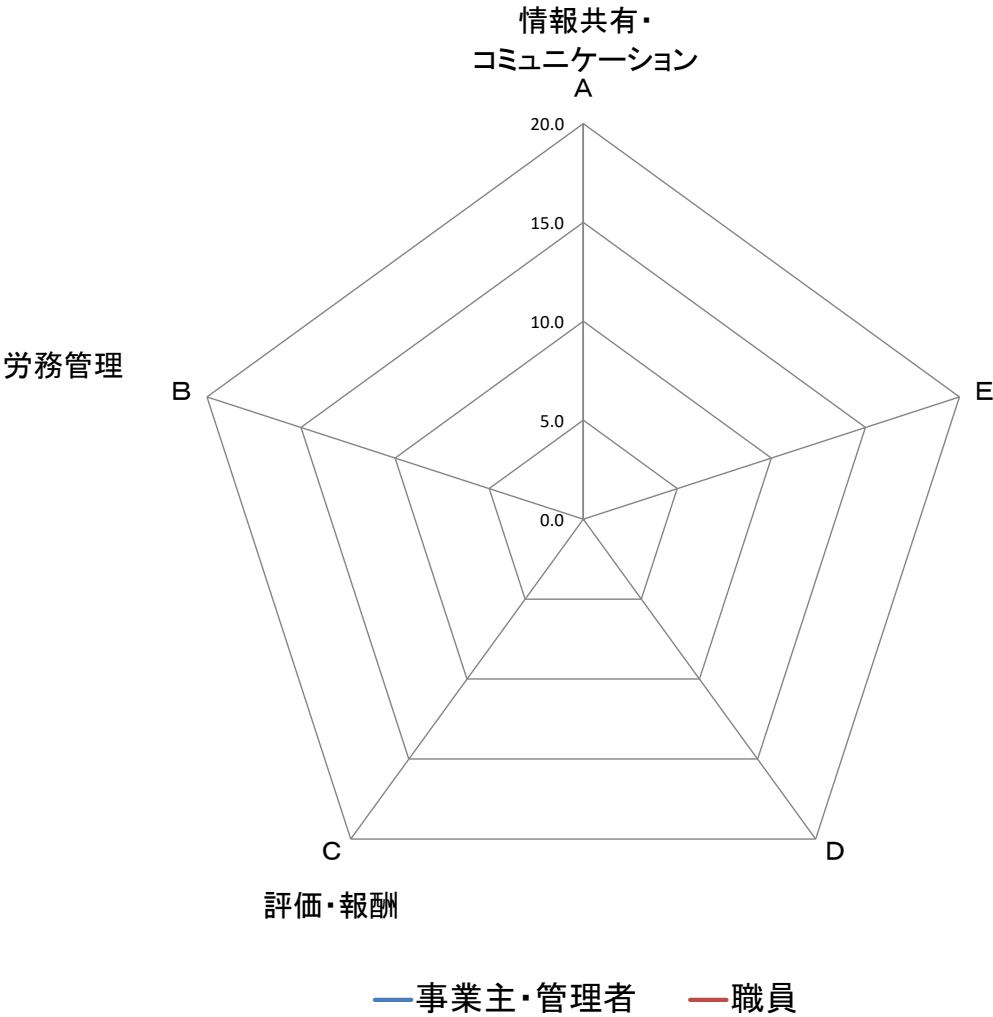 情報共有・
コミュニケーション
A
20.0
15.0
10.0
5.0
0.0
労務管理
B
E
C
D
評価・報酬
事業主・管理者
職員